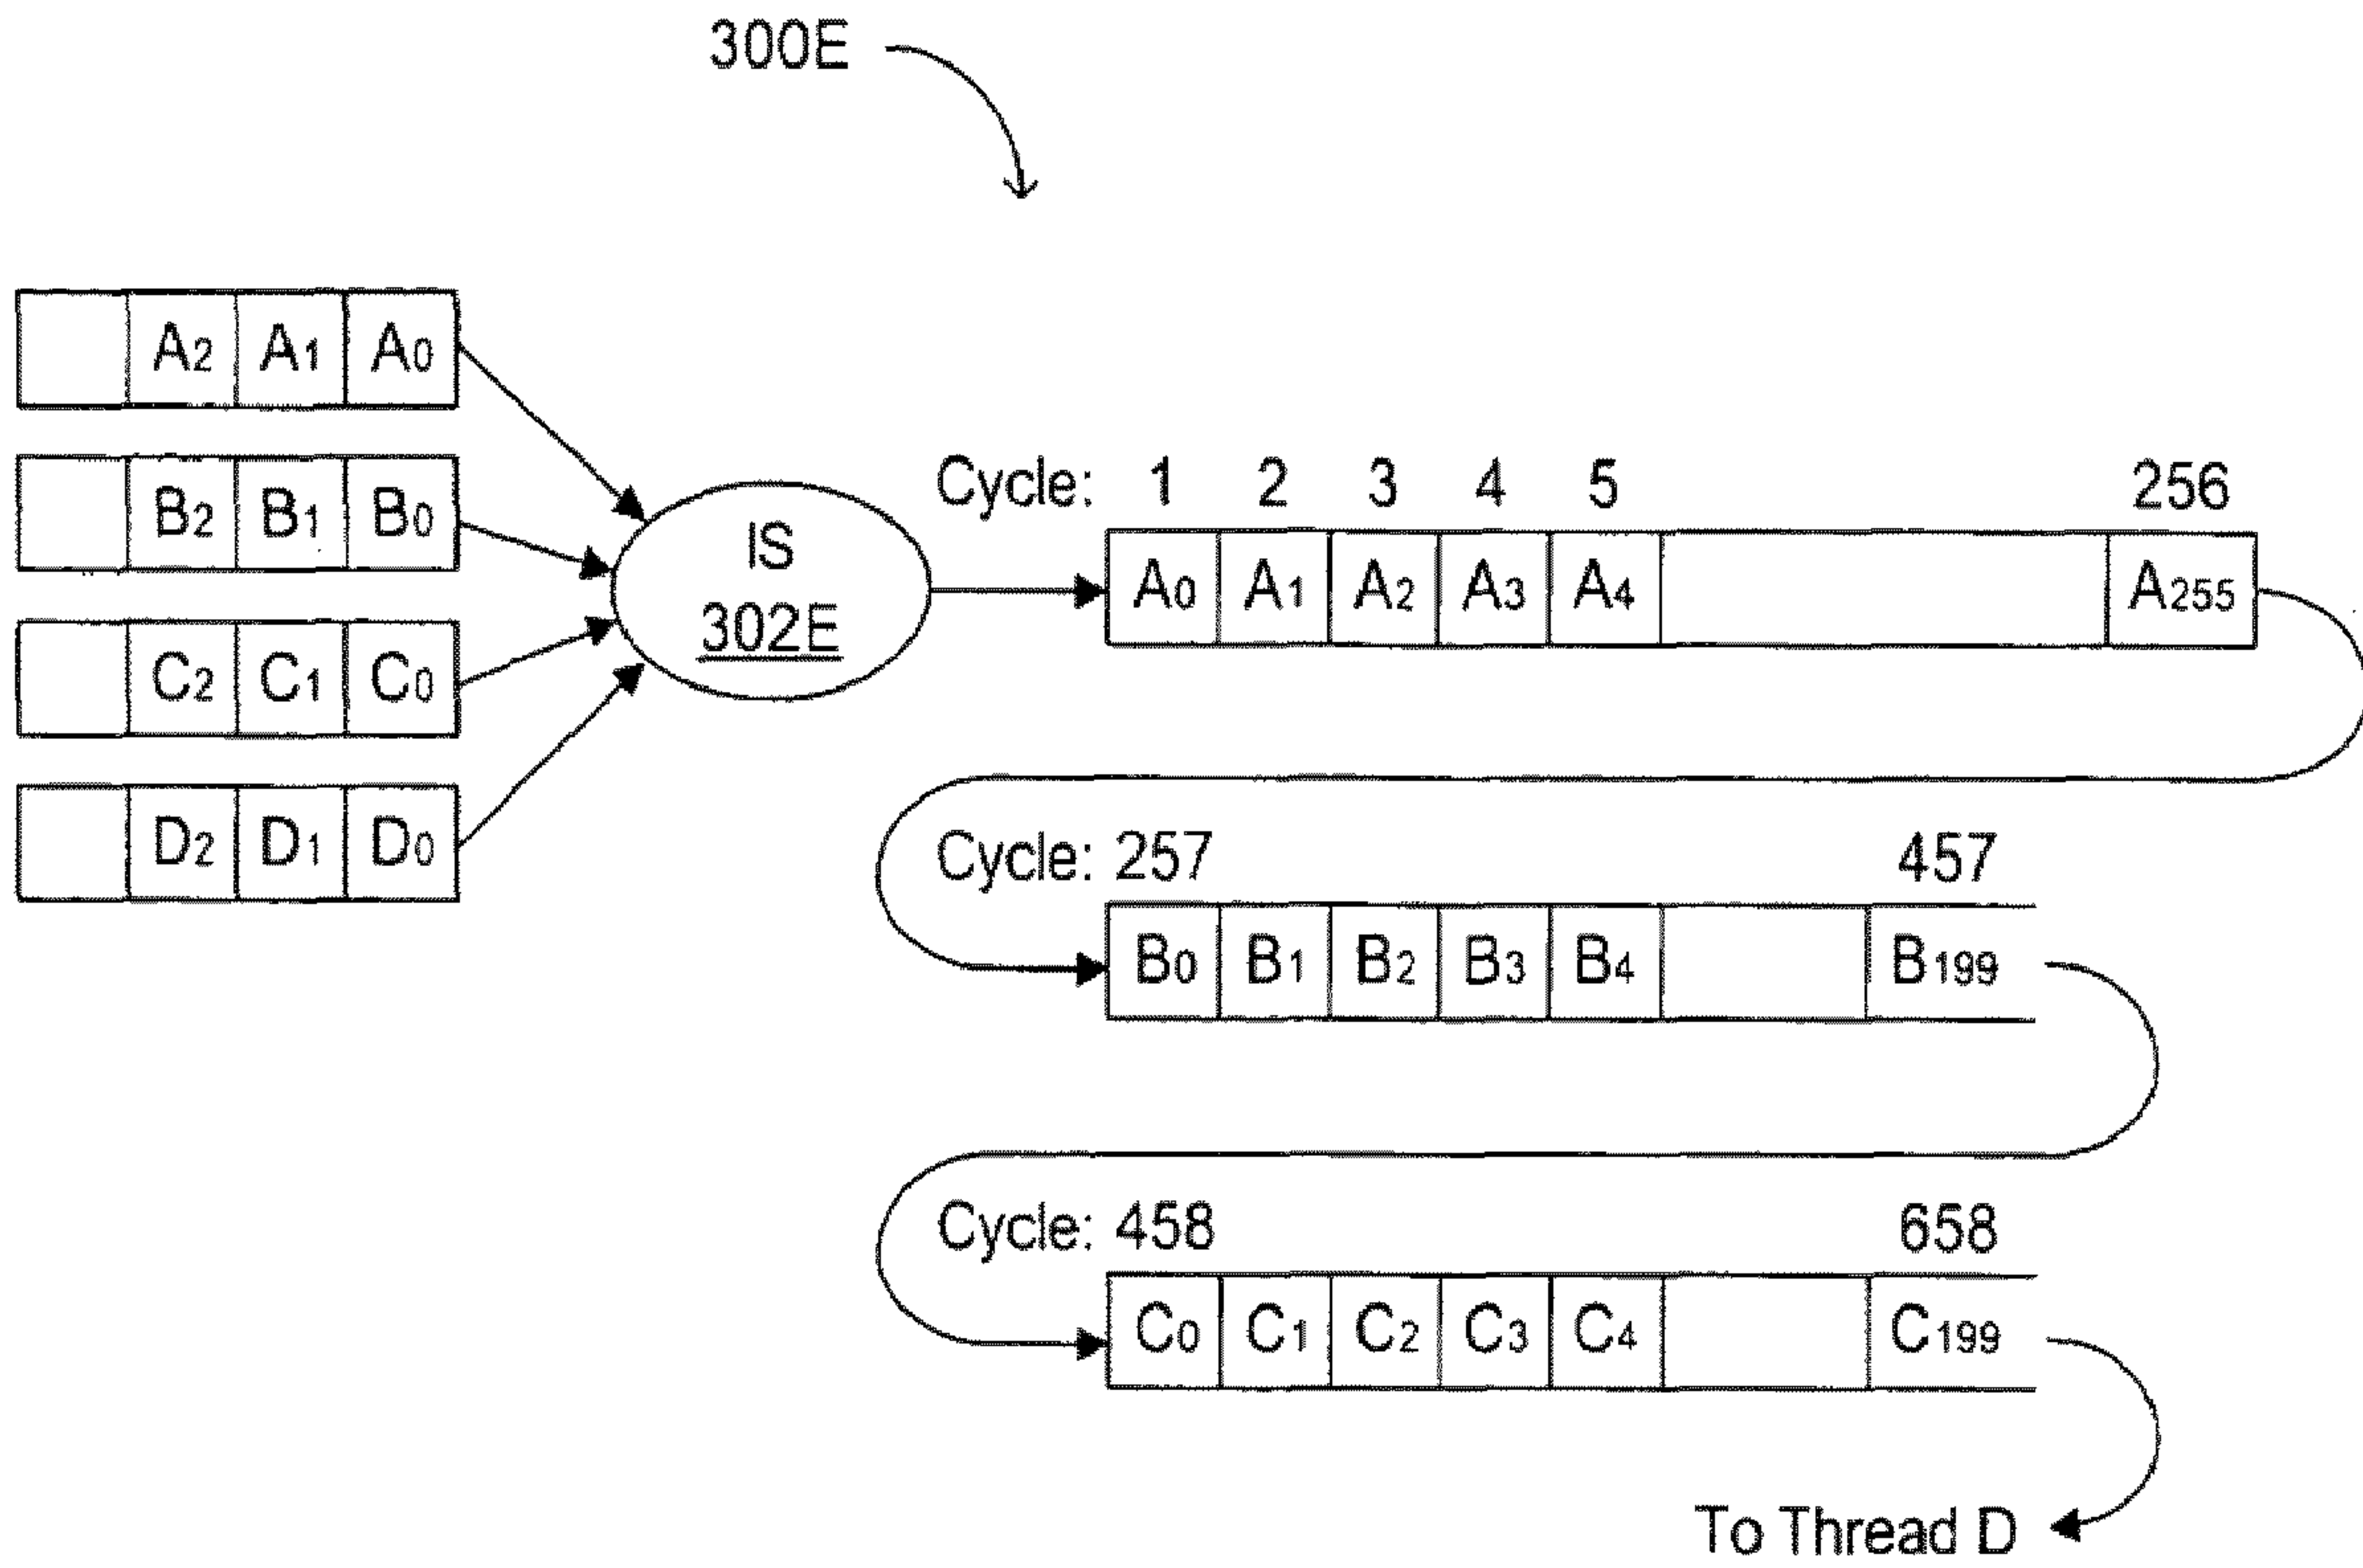 300E
A2 A1 A0
B2 B1 B0
C2 C1 C0
D2 D1 D0
IS
302E
Cycle: 1 2 3 4 5 256
A0 A1 A2 A3 A4 A255
Cycle: 257 457
B0 B1 B2 B3 B4 B199
Cycle: 458 658
C0 C1 C2 C3 C4 C199
To Thread D